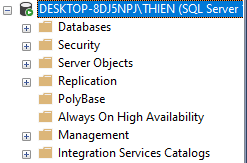 DESKTOP-8DJ5NPJ\THIEN (SQL Server
Databases
Security
Server Objects
Replication
PolyBase
Always On High Availability
Management
Integration Services Catalogs